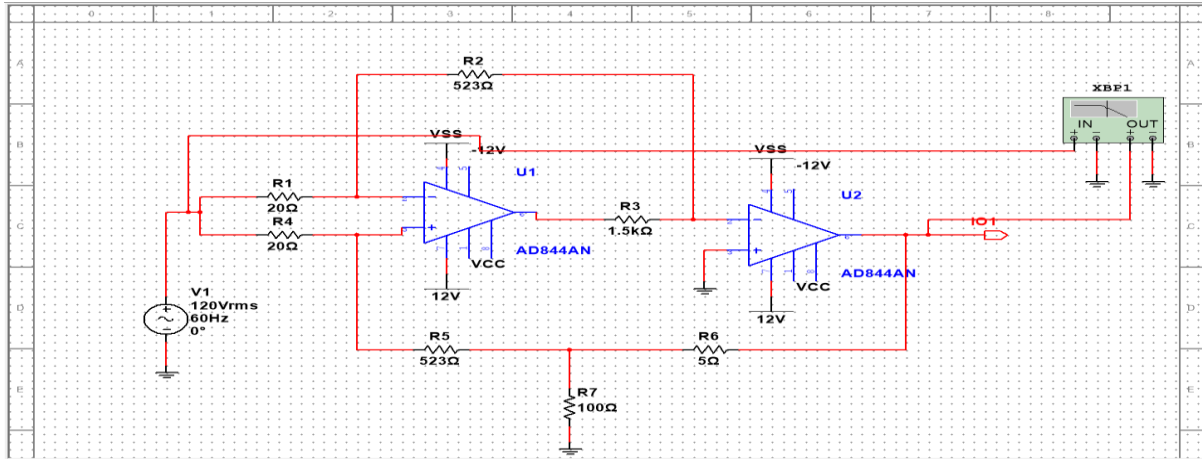 0 1 2 3 4 5 6 7 8
A A
R2
523Ω
XBP1
IN OUT
B B
VSS
-12V
VSS
-12V
U1
R1
20Ω
U2
R4
20Ω
R3
1.5kΩ
IO1
C C
AD844AN
VCC
12V
AD844AN
VCC
12V
V1
120Vrms
60Hz
0°
D D
R5
523Ω
R6
5Ω
R7
100Ω
E E